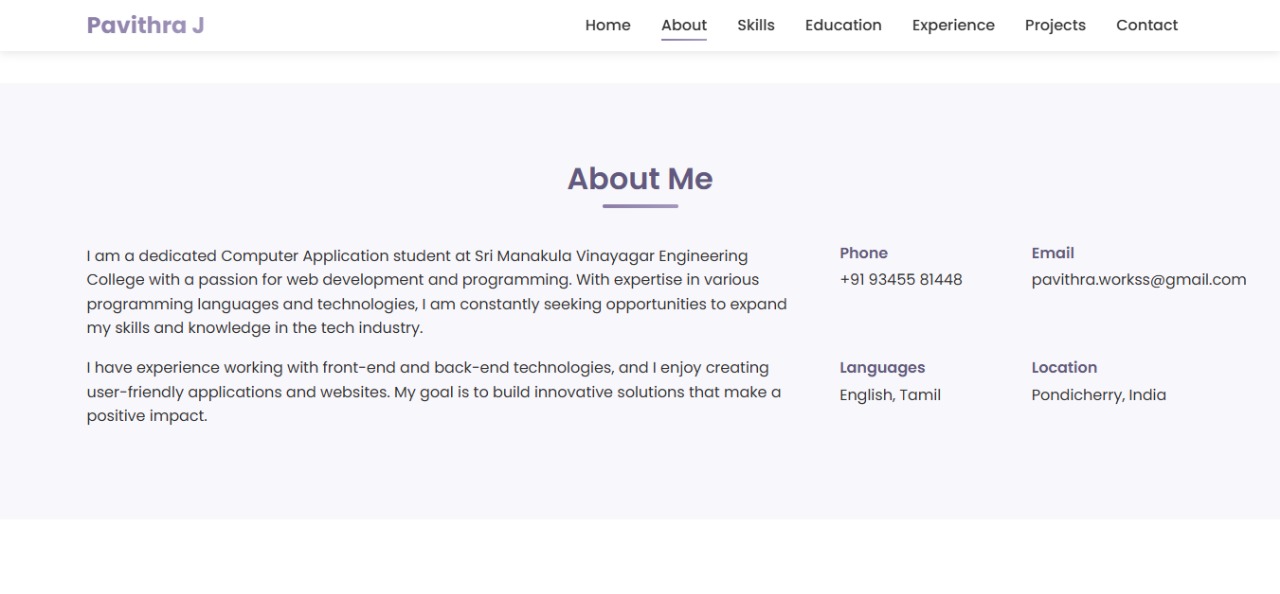 Pavithra J
Home About Skills Education Experience Projects Contact
About Me
I am a dedicated Computer Application student at Sri Manakula Vinayagar Engineering
College with a passion for web development and programming. With expertise in various
programming languages and technologies, I am constantly seeking opportunities to expand
my skills and knowledge in the tech industry.
I have experience working with front-end and back-end technologies, and I enjoy creating
user-friendly applications and websites. My goal is to build innovative solutions that make a
positive impact.
Phone
+91 93455 81448
Email
pavithra.workss@gmail.com
Languages
English, Tamil
Location
Pondicherry, India